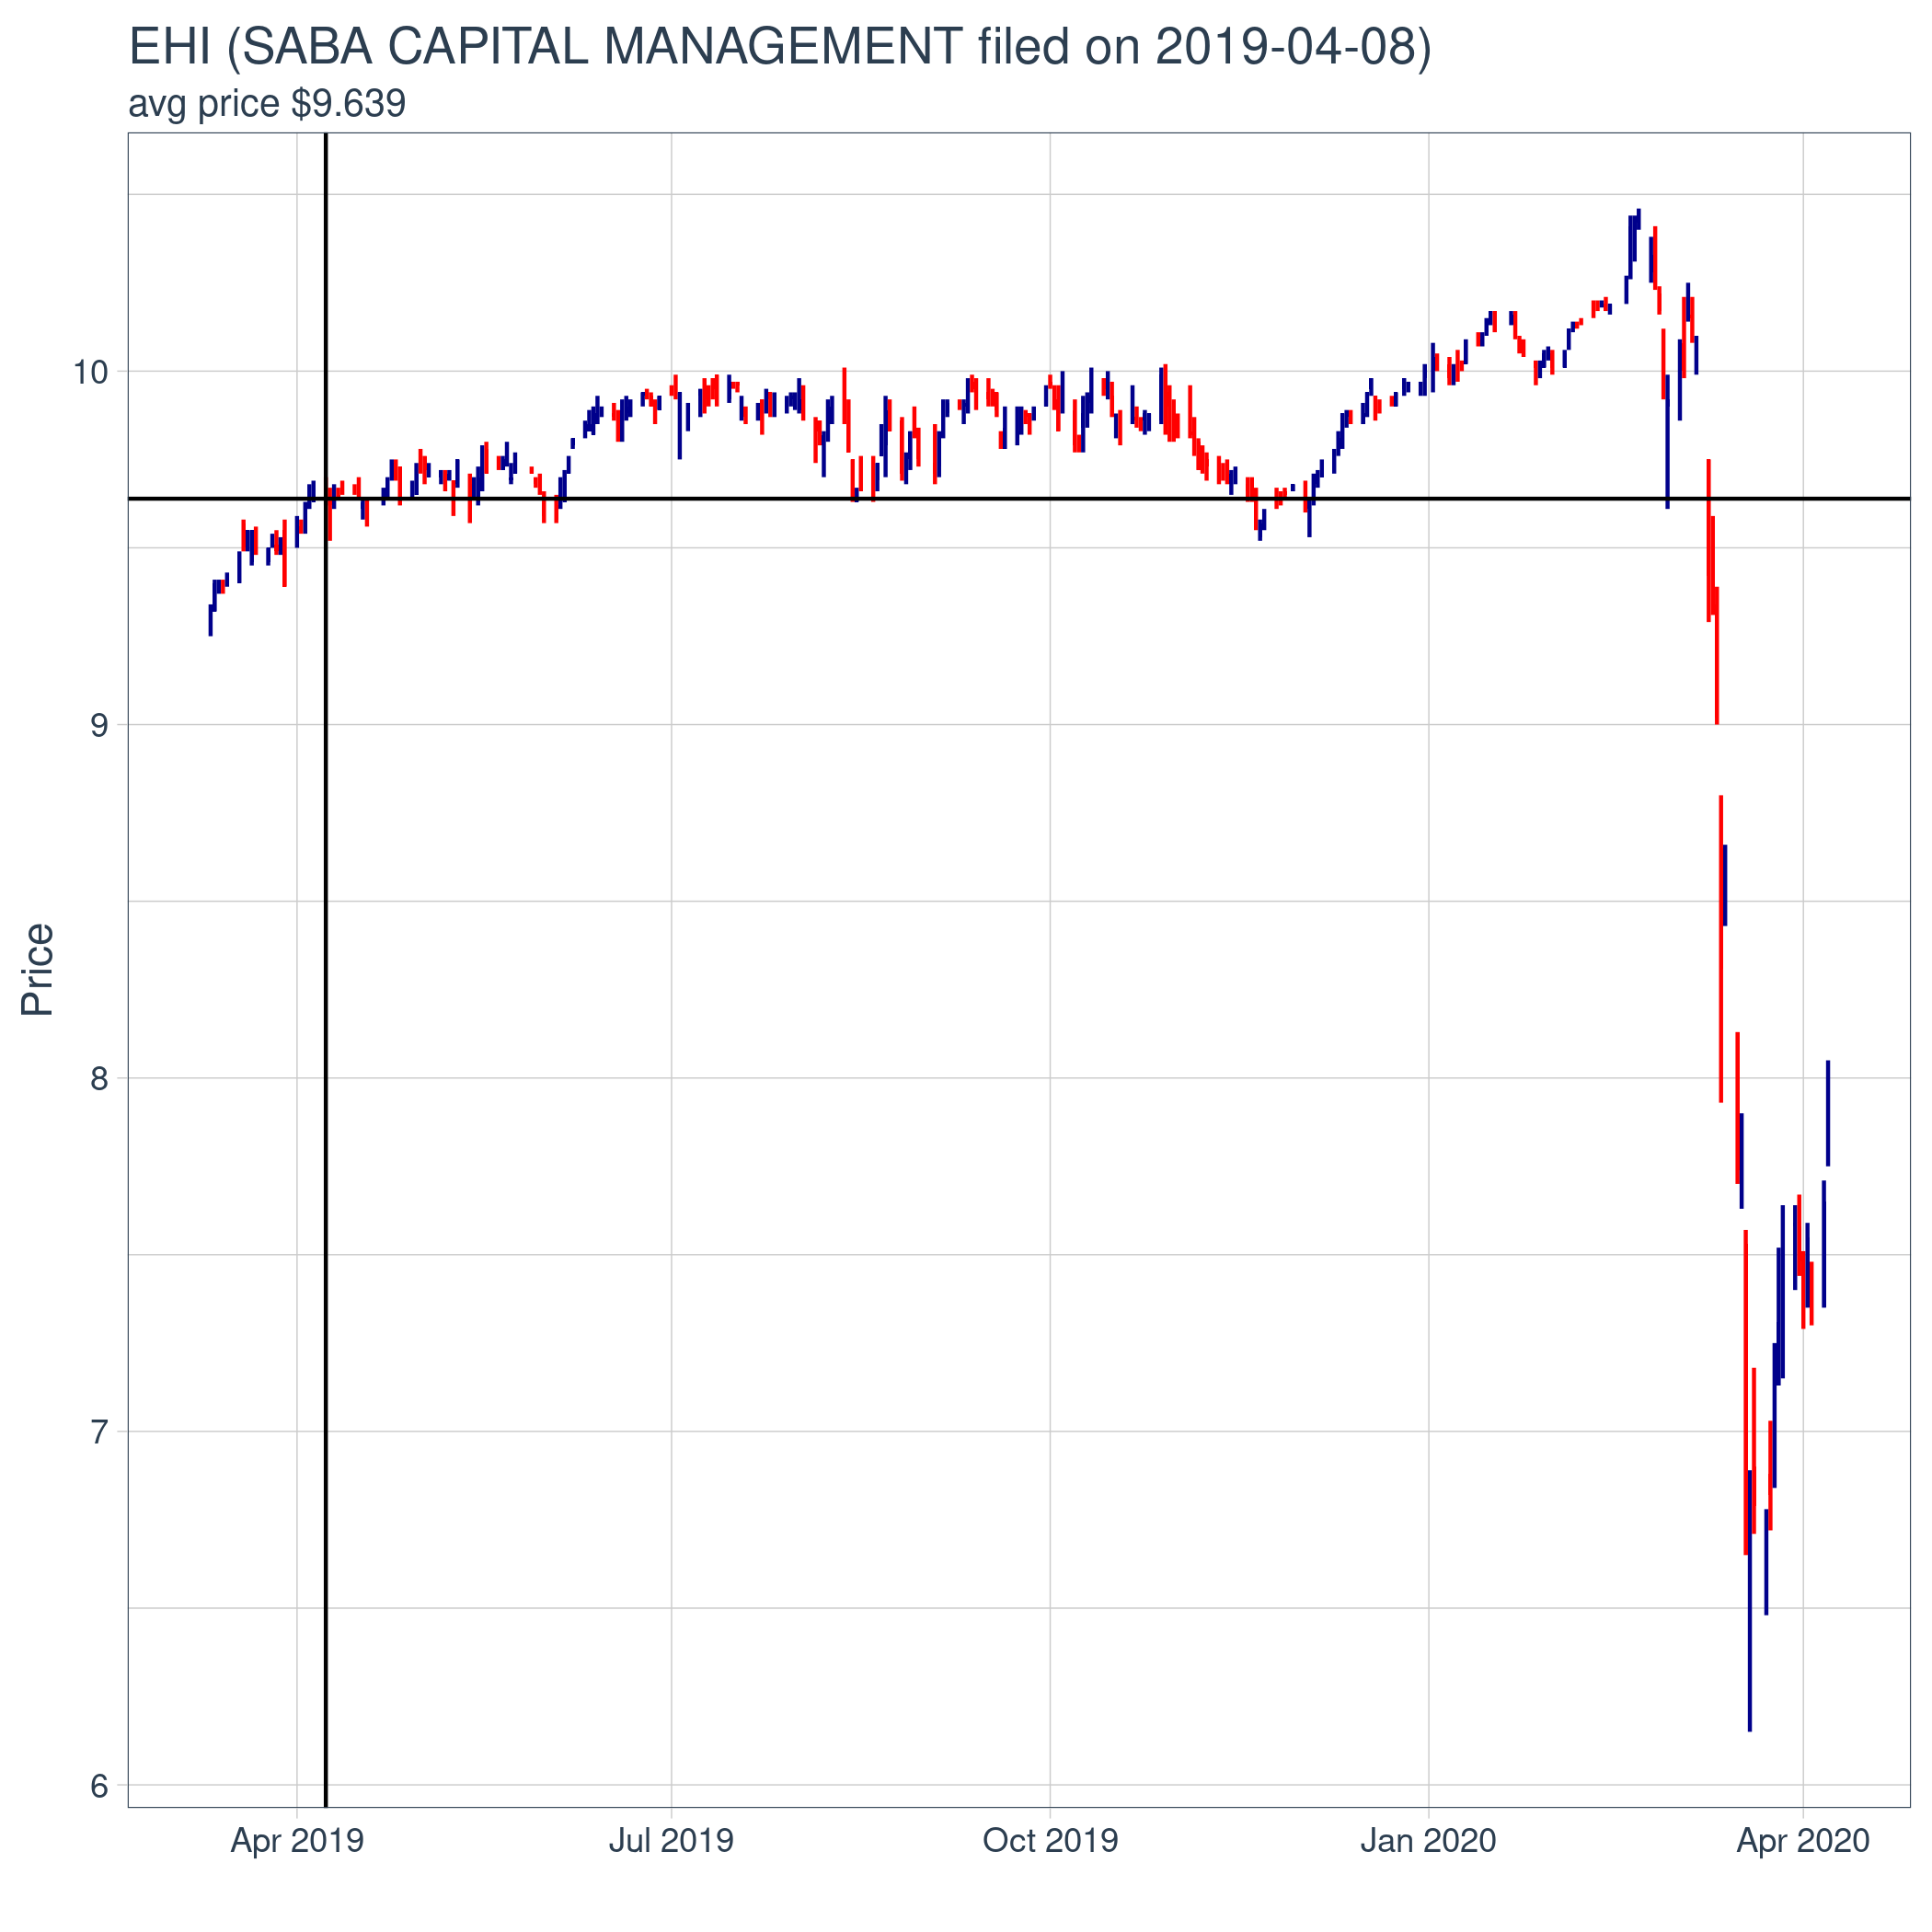 EHI (SABA CAPITAL MANAGEMENT filed on 2019-04-08)
avg price $9.639
10
9
8
7
6
Price
Apr 2019
Jul 2019
Oct 2019
Jan 2020
Apr 2020